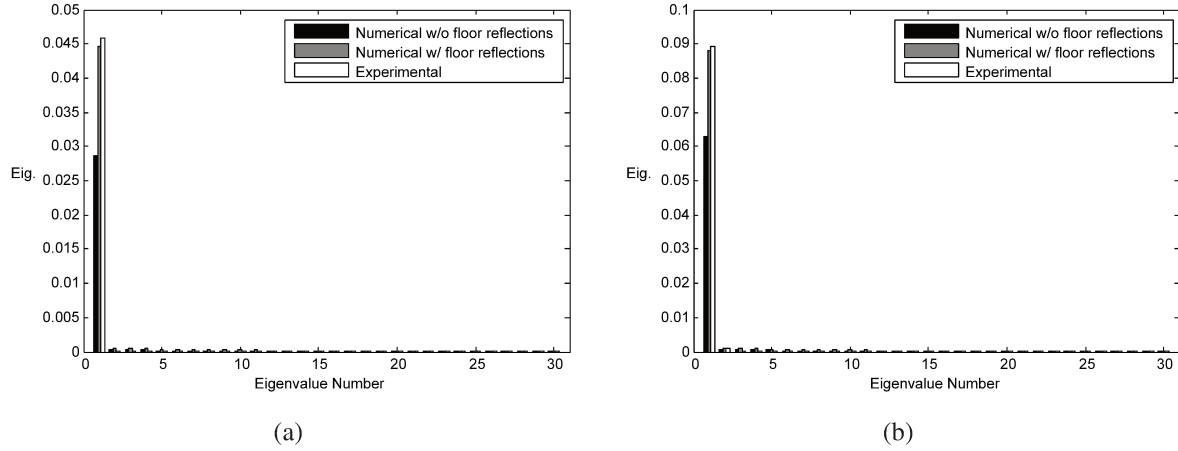 0.05
0.045
0.04
0.035
0.03
Eig. 0.025
0.02
0.015
0.01
0.005
0
0 5 10 15 20 25 30
Eigenvalue Number
Numerical w/o floor reflections
Numerical w/ floor reflections
Experimental
(a)
0.1
0.09
0.08
0.07
0.06
Eig. 0.05
0.04
0.03
0.02
0.01
0
0 5 10 15 20 25 30
Eigenvalue Number
Numerical w/o floor reflections
Numerical w/ floor reflections
Experimental
(b)